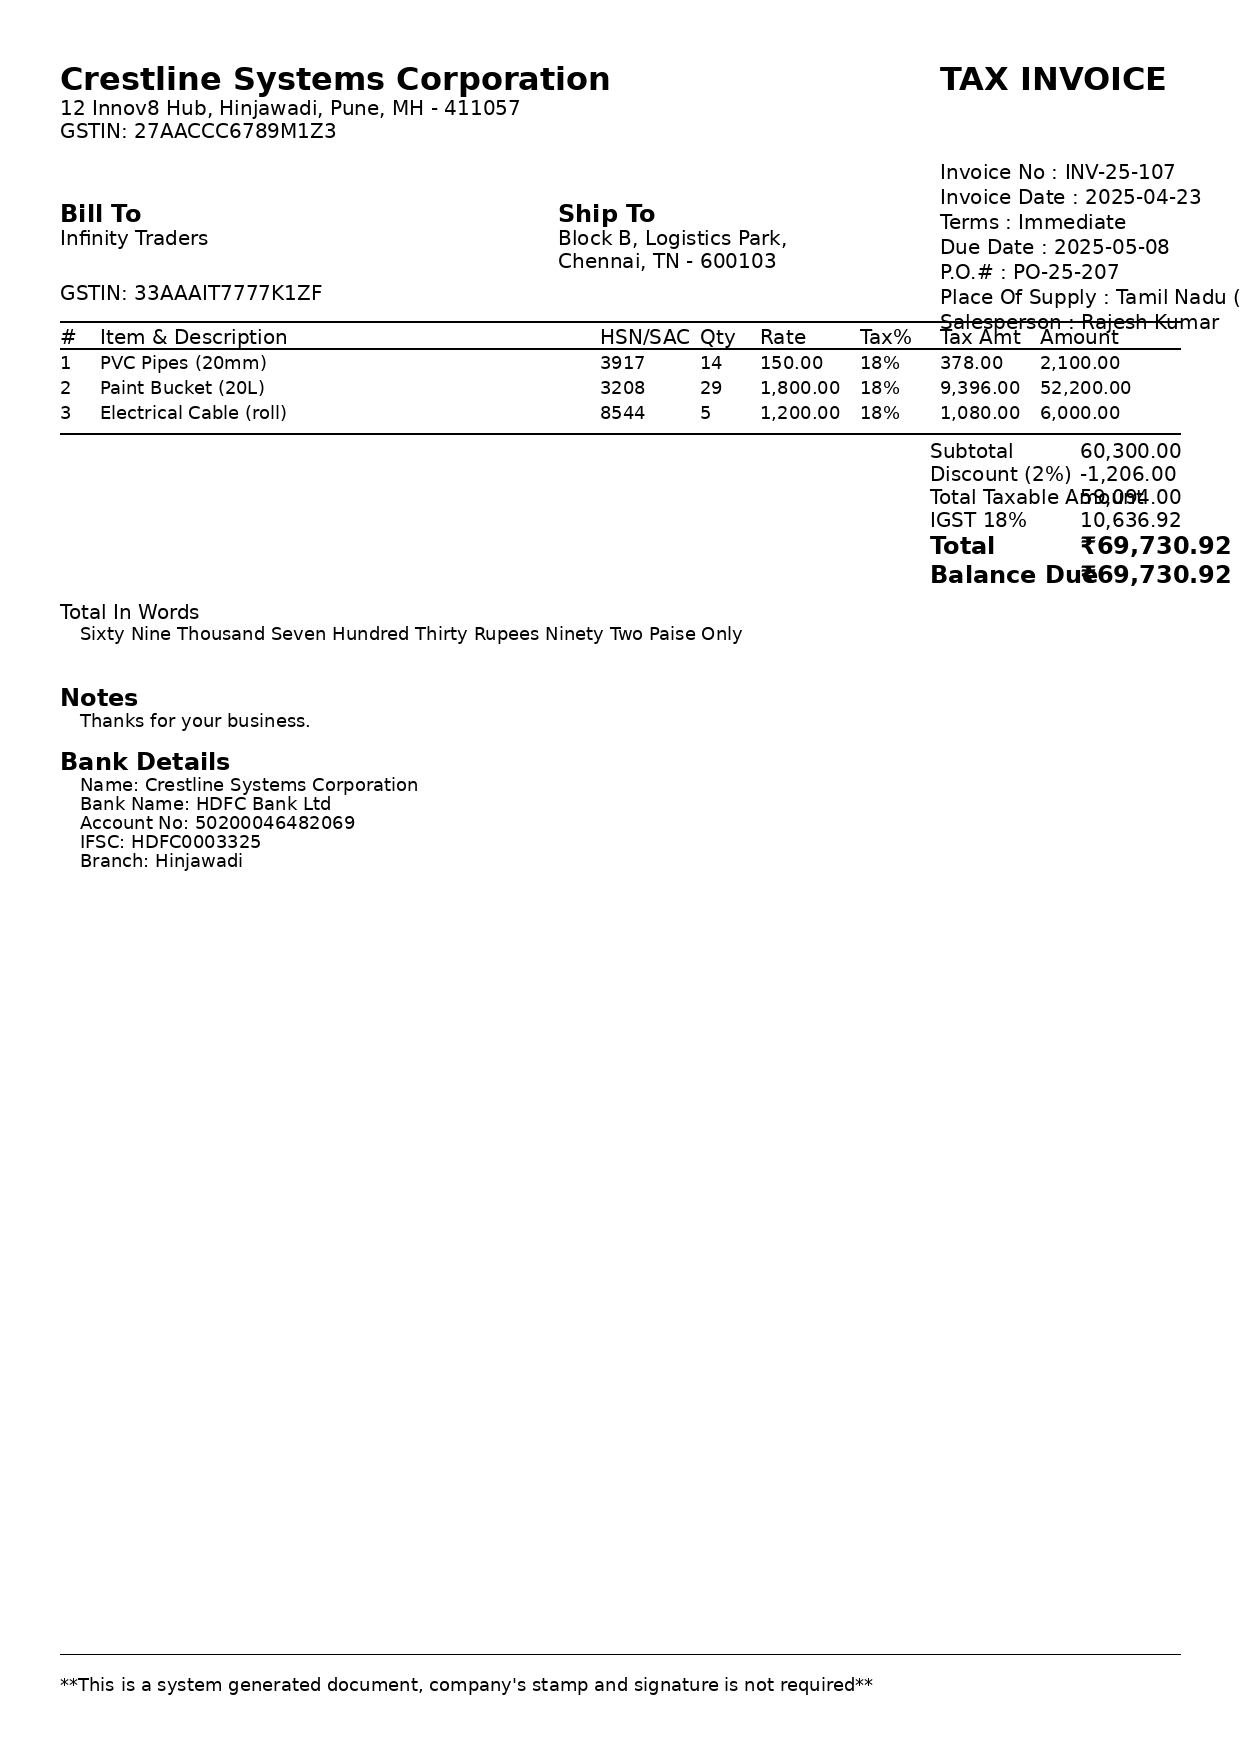 Crestline Systems Corporation
TAX INVOICE
12 Innov8 Hub, Hinjawadi, Pune, MH - 411057
GSTIN: 27AACCC6789M1Z3
Invoice No : INV-25-107
Invoice Date : 2025-04-23
Terms : Immediate
Due Date : 2025-05-08
P.O.# : PO-25-207
Place Of Supply : Tamil Nadu (
Salesperson : Rajesh Kumar
Bill To
Infinity Traders
GSTIN: 33AAAIT7777K1ZF
Ship To
Block B, Logistics Park,
Chennai, TN - 600103
# Item & Description HSN/SAC Qty Rate Tax% Tax Amt Amount
1 PVC Pipes (20mm) 3917 14 150.00 18% 378.00 2,100.00
2 Paint Bucket (20L) 3208 29 1,800.00 18% 9,396.00 52,200.00
3 Electrical Cable (roll) 8544 5 1,200.00 18% 1,080.00 6,000.00
Subtotal 60,300.00
Discount (2%) -1,206.00
Total Taxable Amount 59,094.00
IGST 18% 10,636.92
Total ₹69,730.92
Balance Due ₹69,730.92
Total In Words
Sixty Nine Thousand Seven Hundred Thirty Rupees Ninety Two Paise Only
Notes
Thanks for your business.
Bank Details
Name: Crestline Systems Corporation
Bank Name: HDFC Bank Ltd
Account No: 50200046482069
IFSC: HDFC0003325
Branch: Hinjawadi
**This is a system generated document, company's stamp and signature is not required**